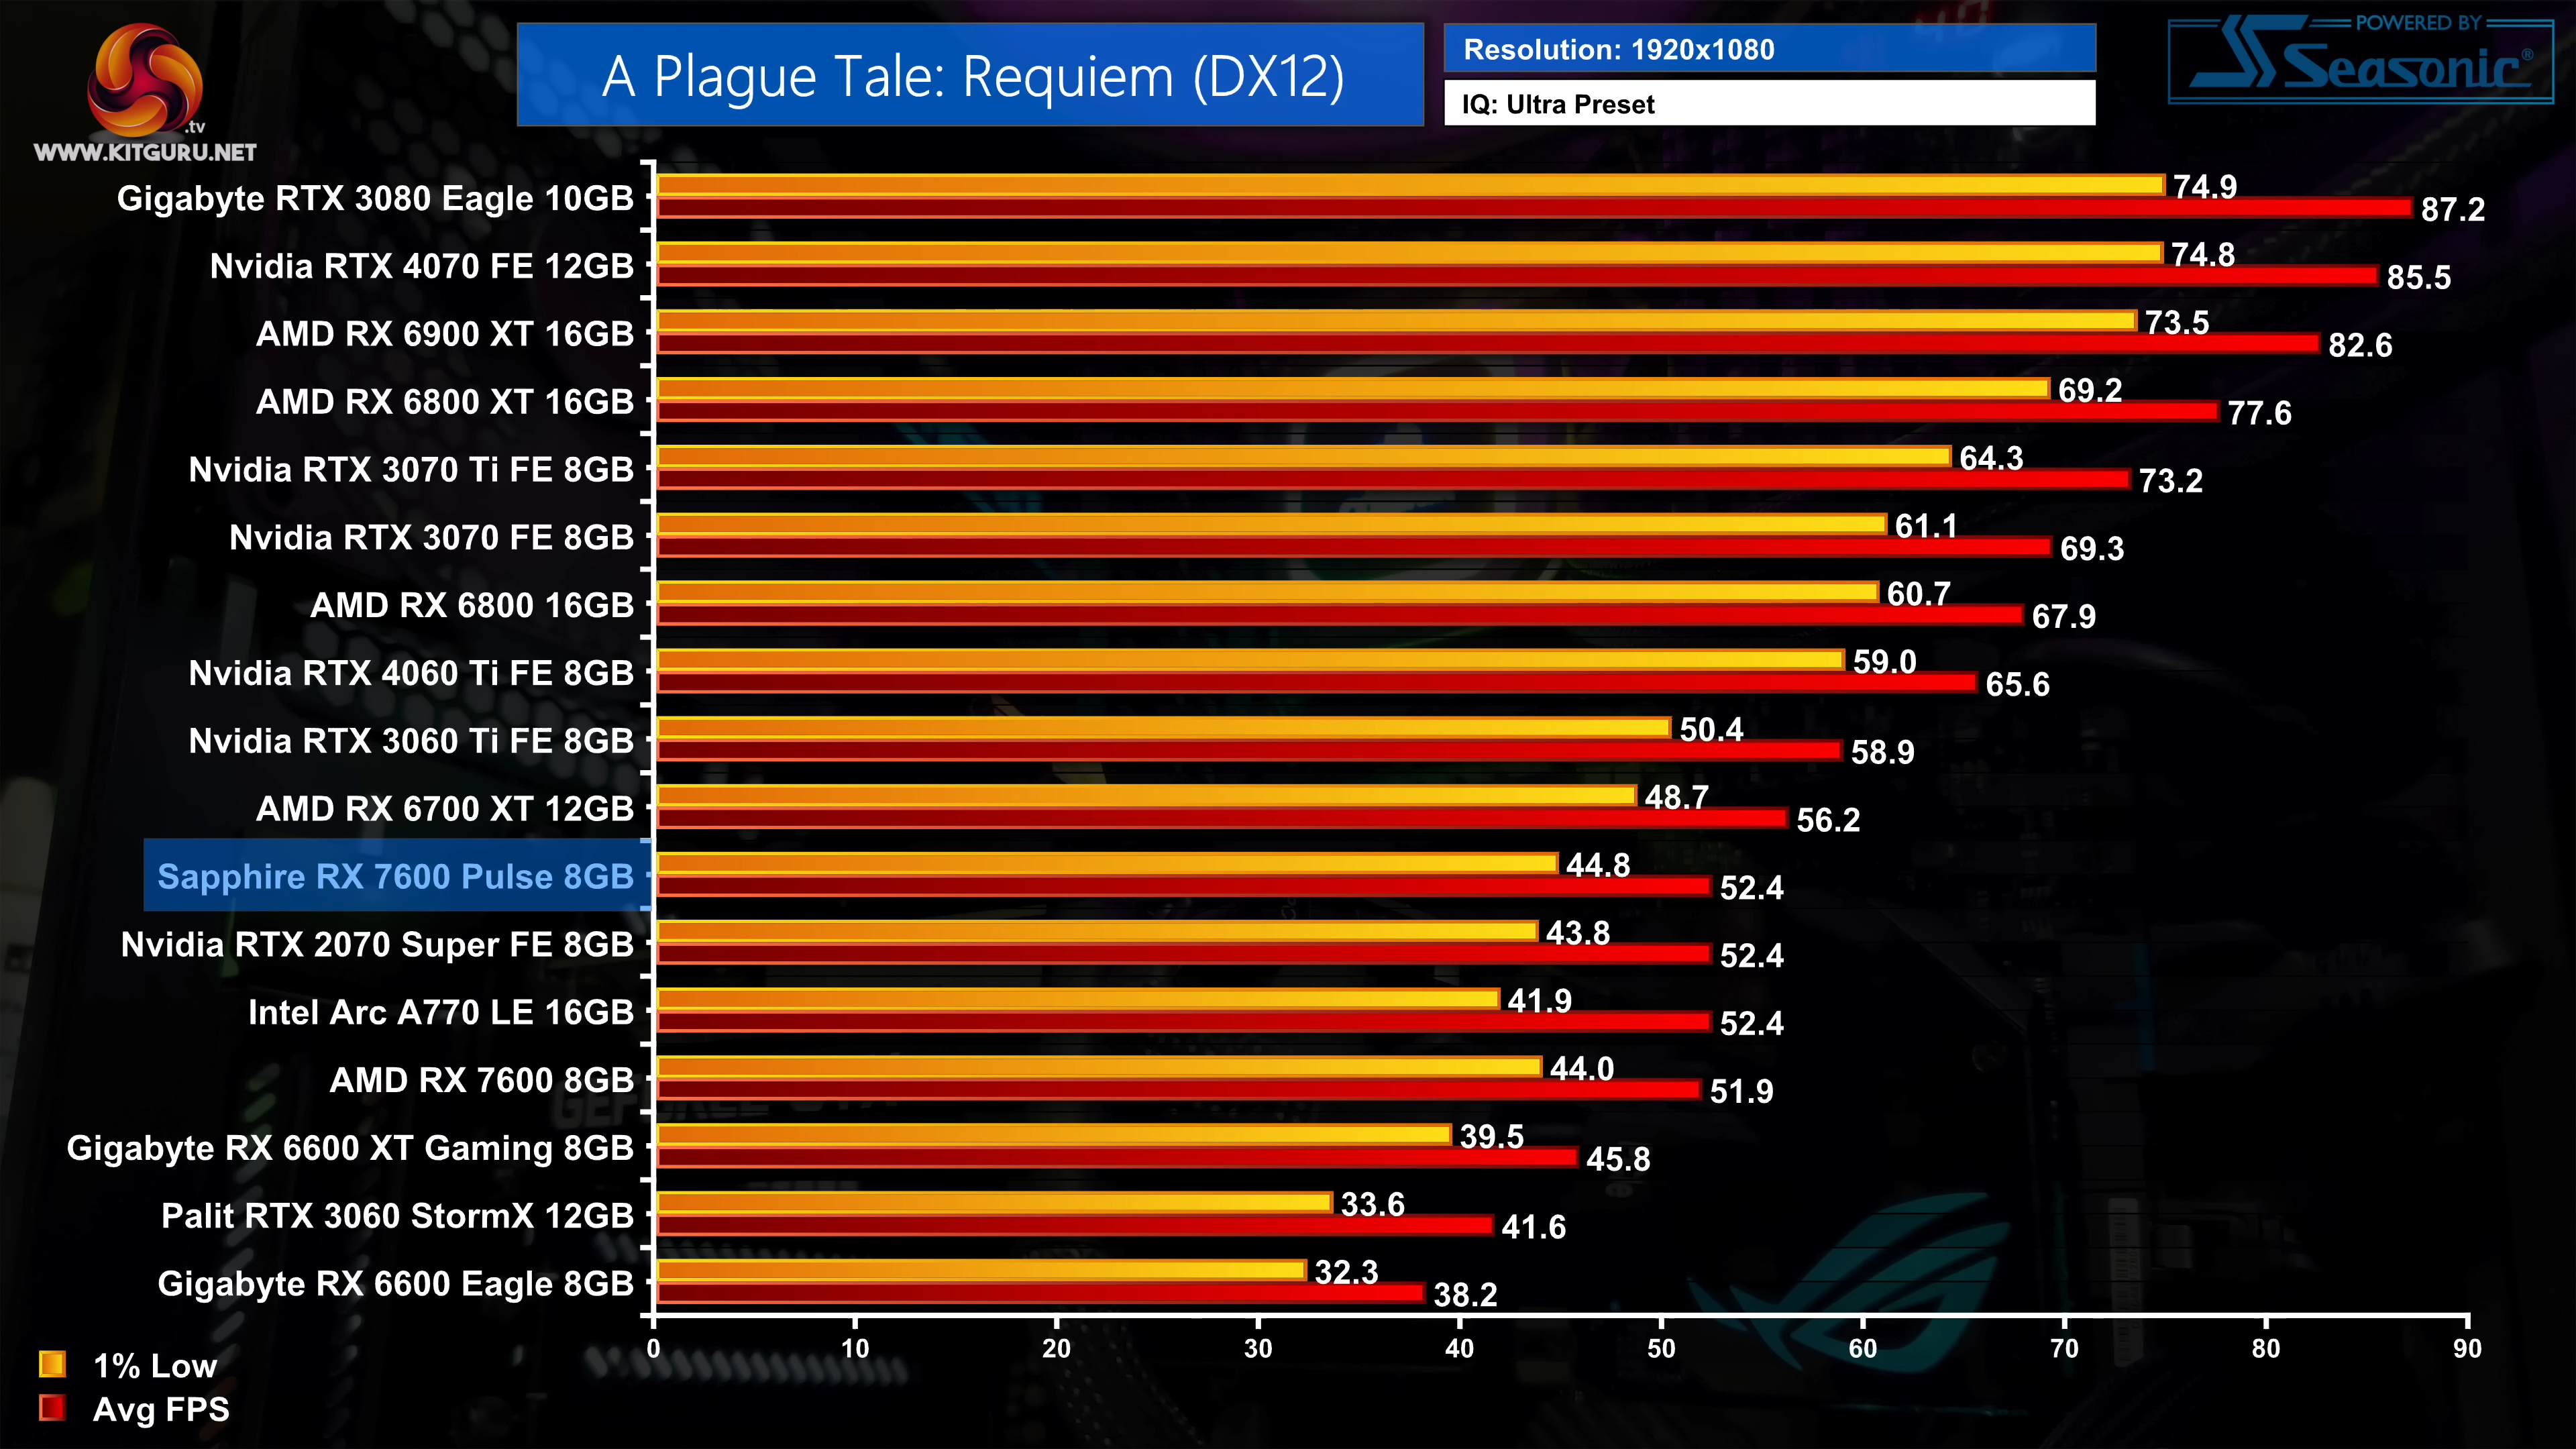 .tv
WWW.KITGURU.NET
A Plague Tale: Requiem (DX12)
Resolution: 1920x1080
IQ: Ultra Preset
POWERED BY
Seasonic®
Gigabyte RTX 3080 Eagle 10GB
74.9
87.2
Nvidia RTX 4070 FE 12GB
74.8
85.5
AMD RX 6900 XT 16GB
73.5
82.6
AMD RX 6800 XT 16GB
69.2
77.6
Nvidia RTX 3070 Ti FE 8GB
64.3
73.2
Nvidia RTX 3070 FE 8GB
61.1
69.3
AMD RX 6800 16GB
60.7
67.9
Nvidia RTX 4060 Ti FE 8GB
59.0
65.6
Nvidia RTX 3060 Ti FE 8GB
50.4
58.9
AMD RX 6700 XT 12GB
48.7
56.2
Sapphire RX 7600 Pulse 8GB
44.8
52.4
Nvidia RTX 2070 Super FE 8GB
43.8
52.4
Intel Arc A770 LE 16GB
41.9
52.4
AMD RX 7600 8GB
44.0
51.9
Gigabyte RX 6600 XT Gaming 8GB
39.5
45.8
Palit RTX 3060 StormX 12GB
33.6
41.6
Gigabyte RX 6600 Eagle 8GB
32.3
38.2
0 10 20 30 40 50 60 70 80 90
1% Low
Avg FPS